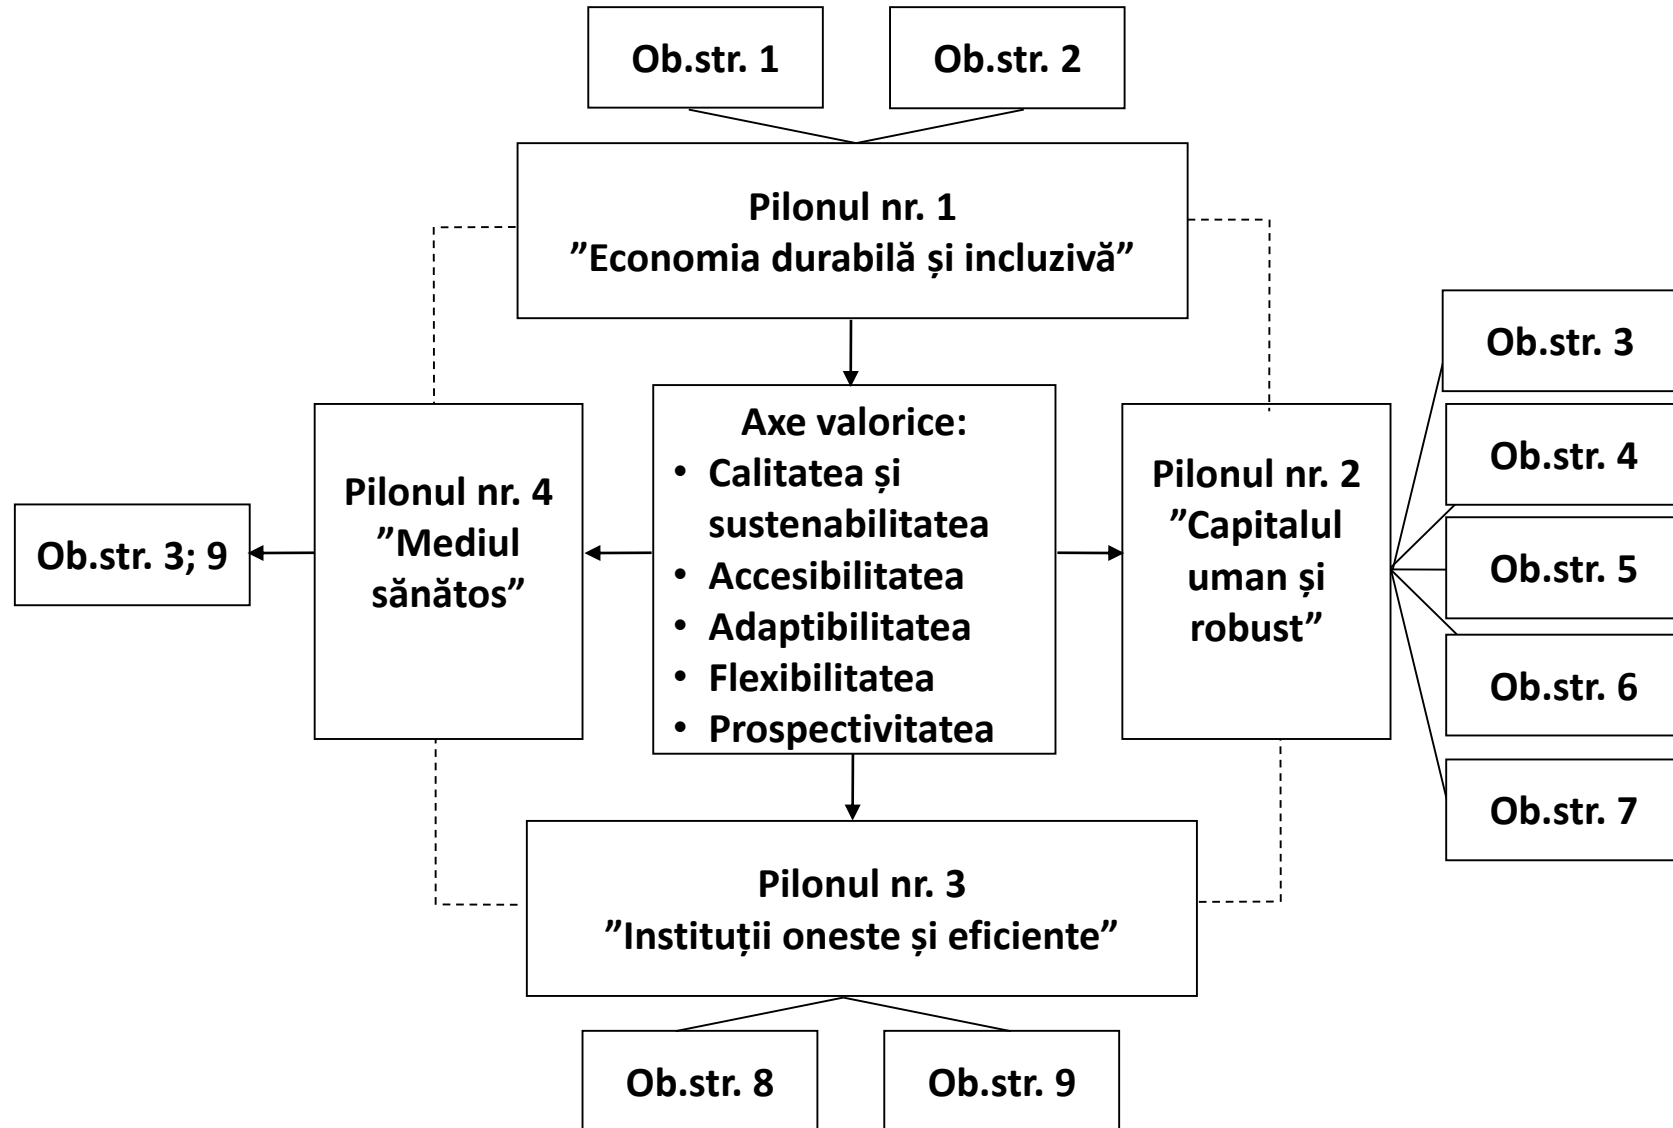 Ob.str. 1
Ob.str. 2
Pilonul nr. 1
”Economia durabilă și incluzivă”
Ob.str. 3; 9
Pilonul nr. 4
”Mediul
sănătos”
Axe valorice:
• Calitatea și
sustenabilitatea
• Accesibilitatea
• Adaptibilitatea
• Flexibilitatea
• Prospectivitatea
Pilonul nr. 2
”Capitalul
uman și
robust”
Ob.str. 3
Ob.str. 4
Ob.str. 5
Ob.str. 6
Ob.str. 7
Pilonul nr. 3
”Instituții oneste și eficiente”
Ob.str. 8
Ob.str. 9